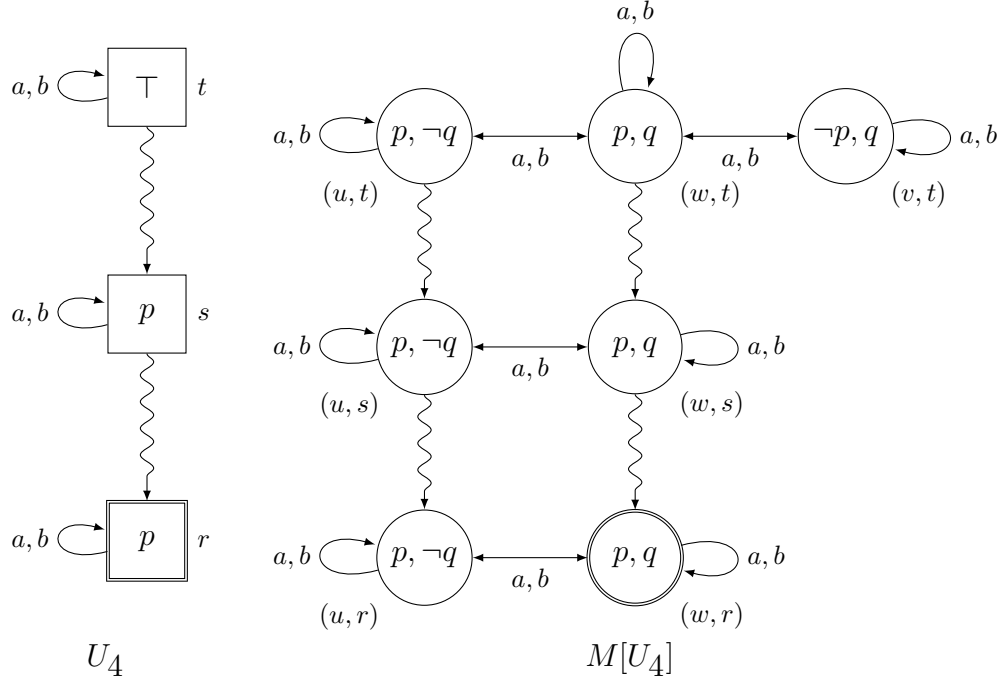 a, b
a, b ⊤ t
p, ¬q p, q ¬p, q
a, b a, b a, b a, b
(u, t) (w, t) (v, t)
a, b p s
a, b p, ¬q a, b p, q a, b
(u, s) (w, s)
a, b p r
a, b p, ¬q a, b p, q a, b
(u, r) (w, r)
U4 M[U4]